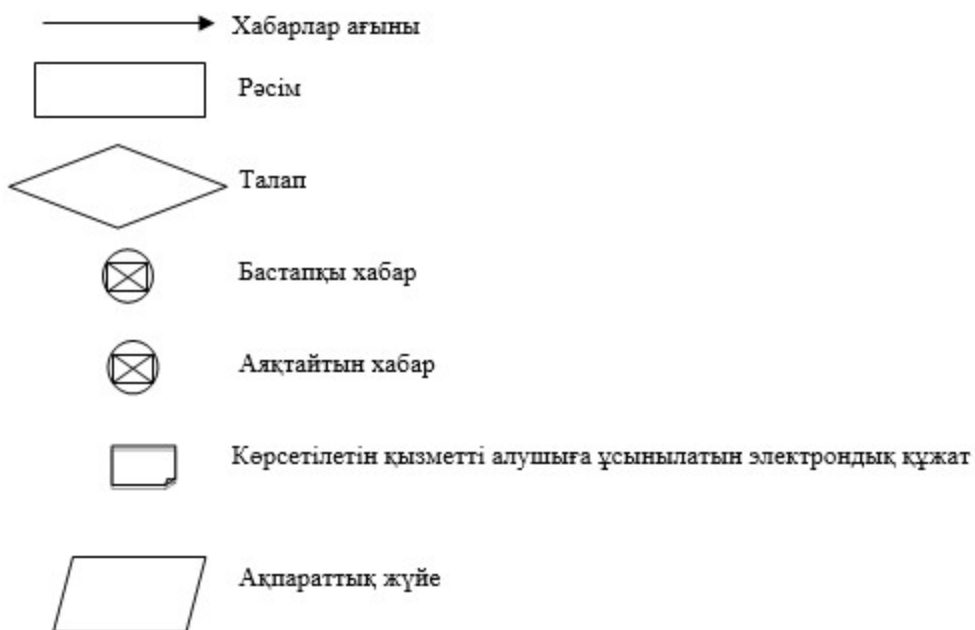 Хабарлар ағыны
Рәсім
Талап
Бастапқы хабар
Аяқтайтын хабар
Көрсетілетін қызметті алушыға ұсынылатын электрондық құжат
Ақпараттық жүйе